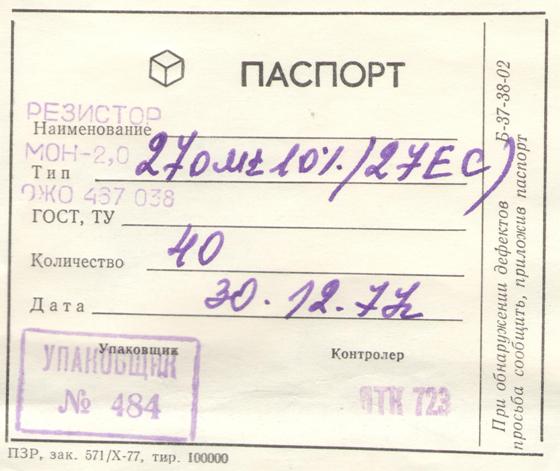 ПАСПОРТ
РЕЗИСТОР
Наименование
МОН-2,0
Тип 27 Ом ± 10% (27ЕС)
ОЖО 467 038
ГОСТ, ТУ
Количество 40
Дата 30.12.77г
Упаковщик Контролер
УПАКОВЩИК
№ 484
ОТК 723
ПЗР, зак. 571/Х-77, тир. 100000
Б-37-38-02
При обнаружении дефектов
просьба сообщить, приложив паспорт